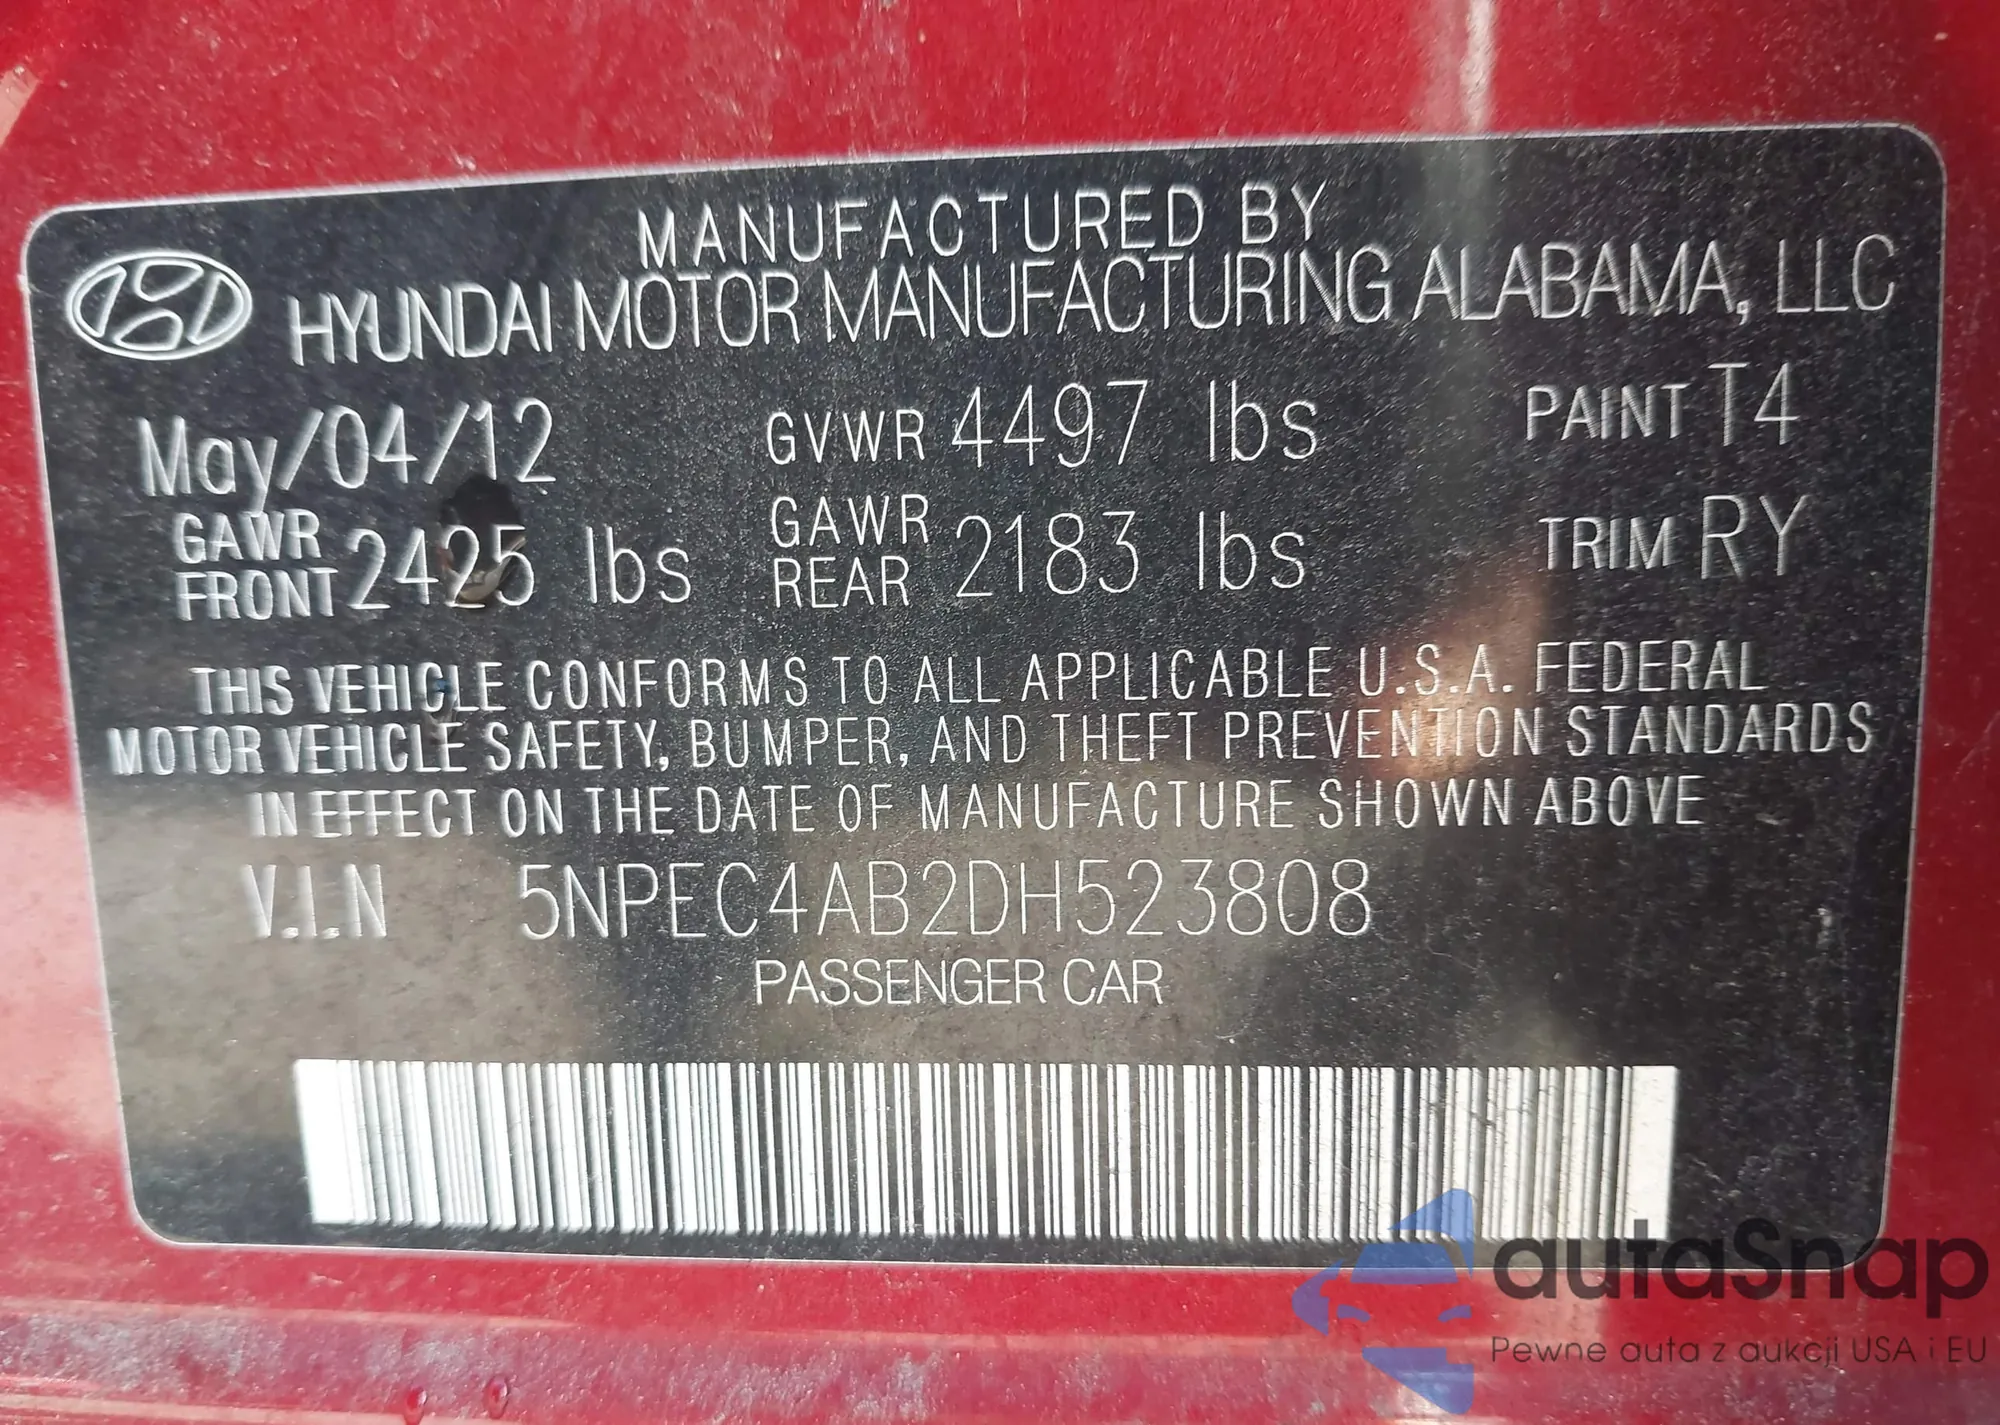 MANUFACTURED BY
HYUNDAI MOTOR MANUFACTURING ALABAMA, LLC
May/04/12 GVWR 4497 lbs PAINT T4
GAWR FRONT 2425 lbs GAWR REAR 2183 lbs TRIM RY
THIS VEHICLE CONFORMS TO ALL APPLICABLE U.S.A. FEDERAL
MOTOR VEHICLE SAFETY, BUMPER, AND THEFT PREVENTION STANDARDS
IN EFFECT ON THE DATE OF MANUFACTURE SHOWN ABOVE
V.I.N 5NPEC4AB2DH523808
PASSENGER CAR
autaSnap
Pewne auta z aukcji USA i EU